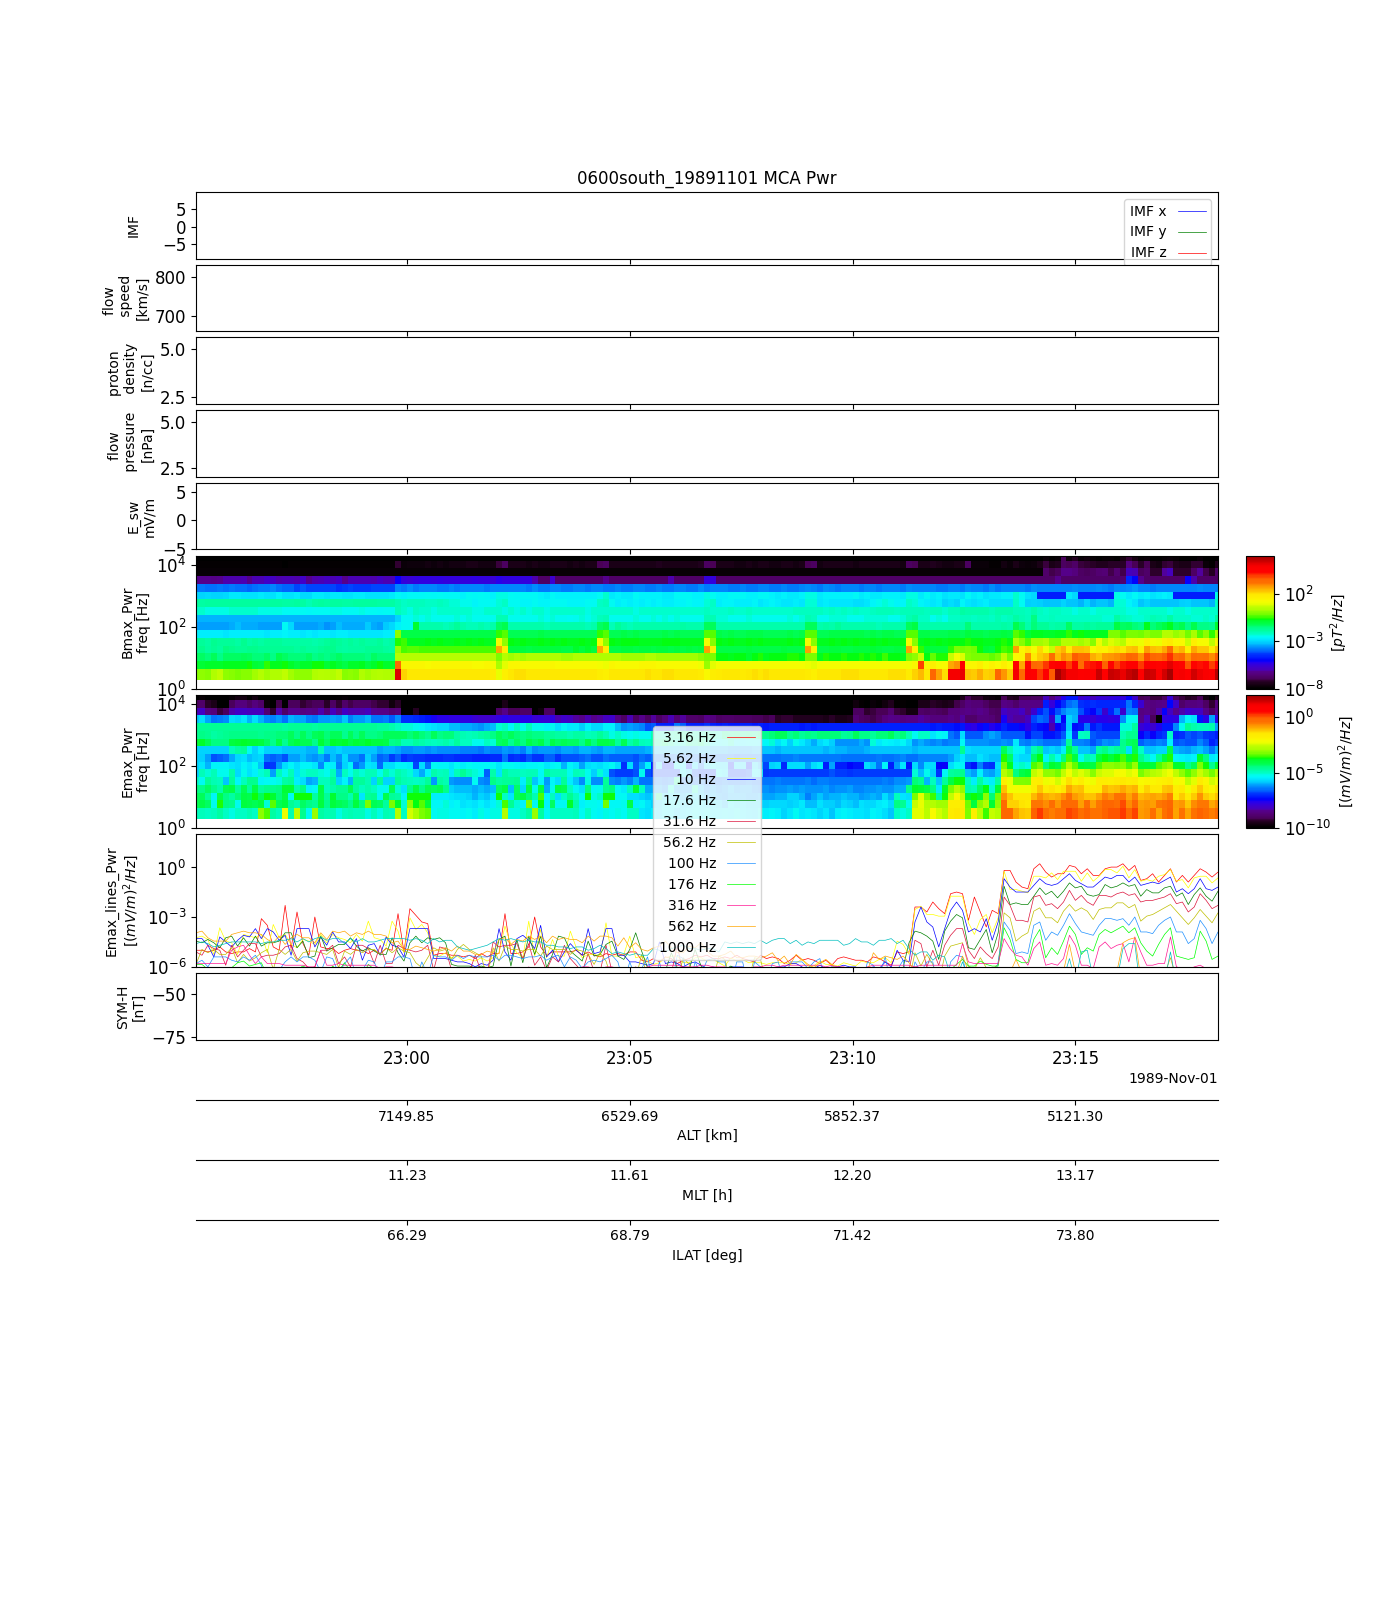 0600south_19891101 MCA Pwr
IMF
5
0
−5
IMF x
IMF y
IMF z
flow
speed
[km/s]
800
700
proton
density
[n/cc]
5.0
2.5
flow
pressure
[nPa]
5.0
2.5
E_sw
mV/m
5
0
−5
Bmax_Pwr
freq [Hz]
10^4
10^2
10^0
10^2
10^−3
10^−8
[pT^2/Hz]
Emax_Pwr
freq [Hz]
10^4
10^2
10^0
10^0
10^−5
10^−10
[(mV/m)^2/Hz]
3.16 Hz
5.62 Hz
10 Hz
17.6 Hz
31.6 Hz
56.2 Hz
100 Hz
176 Hz
316 Hz
562 Hz
1000 Hz
Emax_lines_Pwr
[(mV/m)^2/Hz]
10^0
10^−3
10^−6
SYM-H
[nT]
−50
−75
23:00 23:05 23:10 23:15
1989-Nov-01
7149.85 6529.69 5852.37 5121.30
ALT [km]
11.23 11.61 12.20 13.17
MLT [h]
66.29 68.79 71.42 73.80
ILAT [deg]